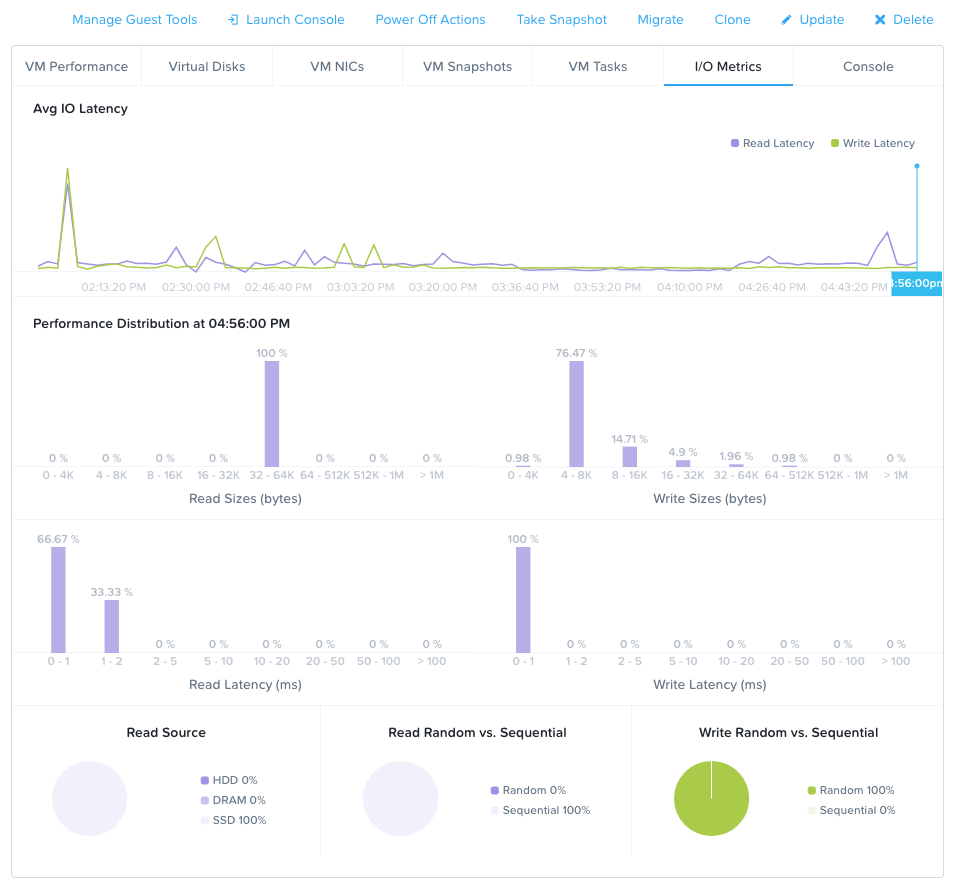 Manage Guest Tools Launch Console Power Off Actions Take Snapshot Migrate Clone Update Delete
VM Performance Virtual Disks VM NICs VM Snapshots VM Tasks I/O Metrics Console
Avg IO Latency
Read Latency Write Latency
02:13:20 PM 02:30:00 PM 02:46:40 PM 03:03:20 PM 03:20:00 PM 03:36:40 PM 03:53:20 PM 04:10:00 PM 04:26:40 PM 04:43:20 PM 4:56:00pm
Performance Distribution at 04:56:00 PM
100 % 76.47 %
14.71 %
0 % 0 % 0 % 0 % 0 % 0 % 0 % 0.98 % 4.9 % 1.96 % 0.98 % 0 % 0 %
0 - 4K 4 - 8K 8 - 16K 16 - 32K 32 - 64K 64 - 512K 512K - 1M > 1M 0 - 4K 4 - 8K 8 - 16K 16 - 32K 32 - 64K 64 - 512K 512K - 1M > 1M
Read Sizes (bytes) Write Sizes (bytes)
66.67 % 100 %
33.33 %
0 % 0 % 0 % 0 % 0 % 0 % 0 % 0 % 0 % 0 % 0 % 0 % 0 %
0 - 1 1 - 2 2 - 5 5 - 10 10 - 20 20 - 50 50 - 100 > 100 0 - 1 1 - 2 2 - 5 5 - 10 10 - 20 20 - 50 50 - 100 > 100
Read Latency (ms) Write Latency (ms)
Read Source Read Random vs. Sequential Write Random vs. Sequential
HDD 0%
Random 0% Random 100%
DRAM 0%
Sequential 100% Sequential 0%
SSD 100%